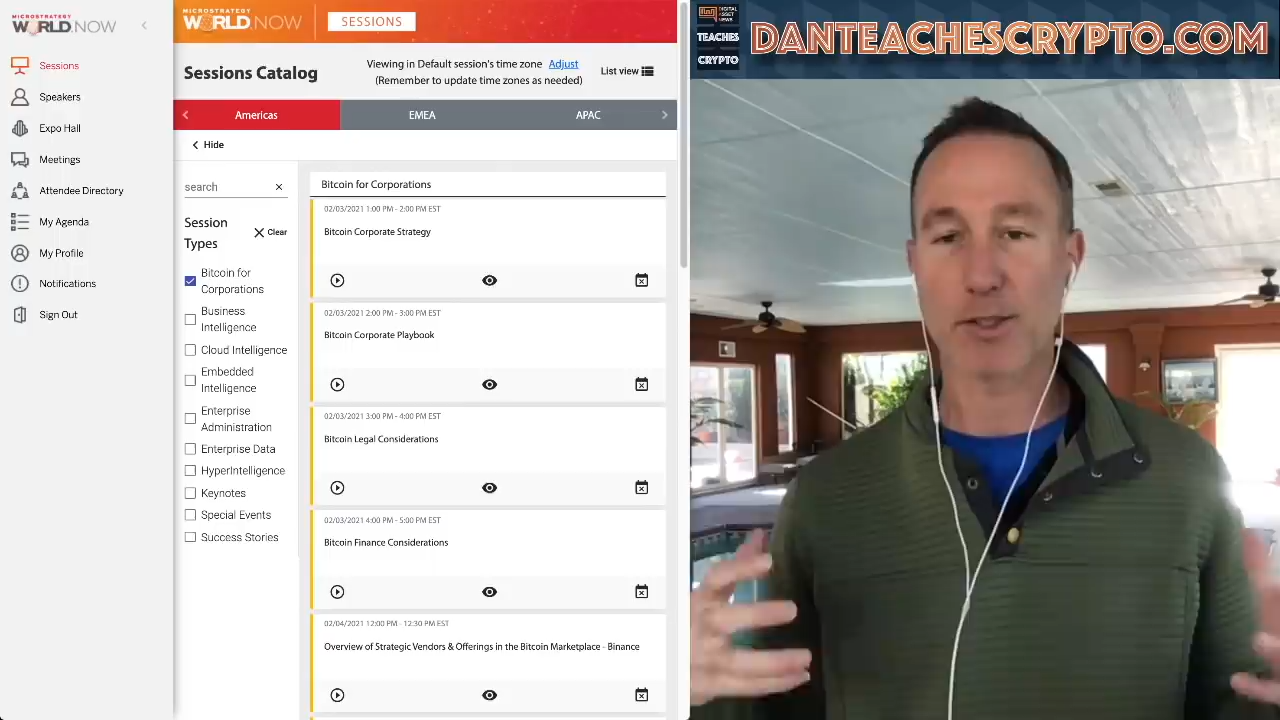 MICROSTRATEGY
WORLD.NOW
Sessions
Speakers
Expo Hall
Meetings
Attendee Directory
My Agenda
My Profile
Notifications
Sign Out
MICROSTRATEGY
WORLD.NOW
SESSIONS
Sessions Catalog
Viewing in Default session's time zone Adjust
(Remember to update time zones as needed)
List view
Americas
EMEA
APAC
Hide
search
Session
Types
Clear
Bitcoin for
Corporations
Business
Intelligence
Cloud Intelligence
Embedded
Intelligence
Enterprise
Administration
Enterprise Data
HyperIntelligence
Keynotes
Special Events
Success Stories
Bitcoin for Corporations
02/03/2021 1:00 PM - 2:00 PM EST
Bitcoin Corporate Strategy
02/03/2021 2:00 PM - 3:00 PM EST
Bitcoin Corporate Playbook
02/03/2021 3:00 PM - 4:00 PM EST
Bitcoin Legal Considerations
02/03/2021 4:00 PM - 5:00 PM EST
Bitcoin Finance Considerations
02/04/2021 12:00 PM - 12:30 PM EST
Overview of Strategic Vendors & Offerings in the Bitcoin Marketplace - Binance
DIGITAL
ASSET
NEWS
TEACHES
CRYPTO
DANTEACHESCRYPTO.COM